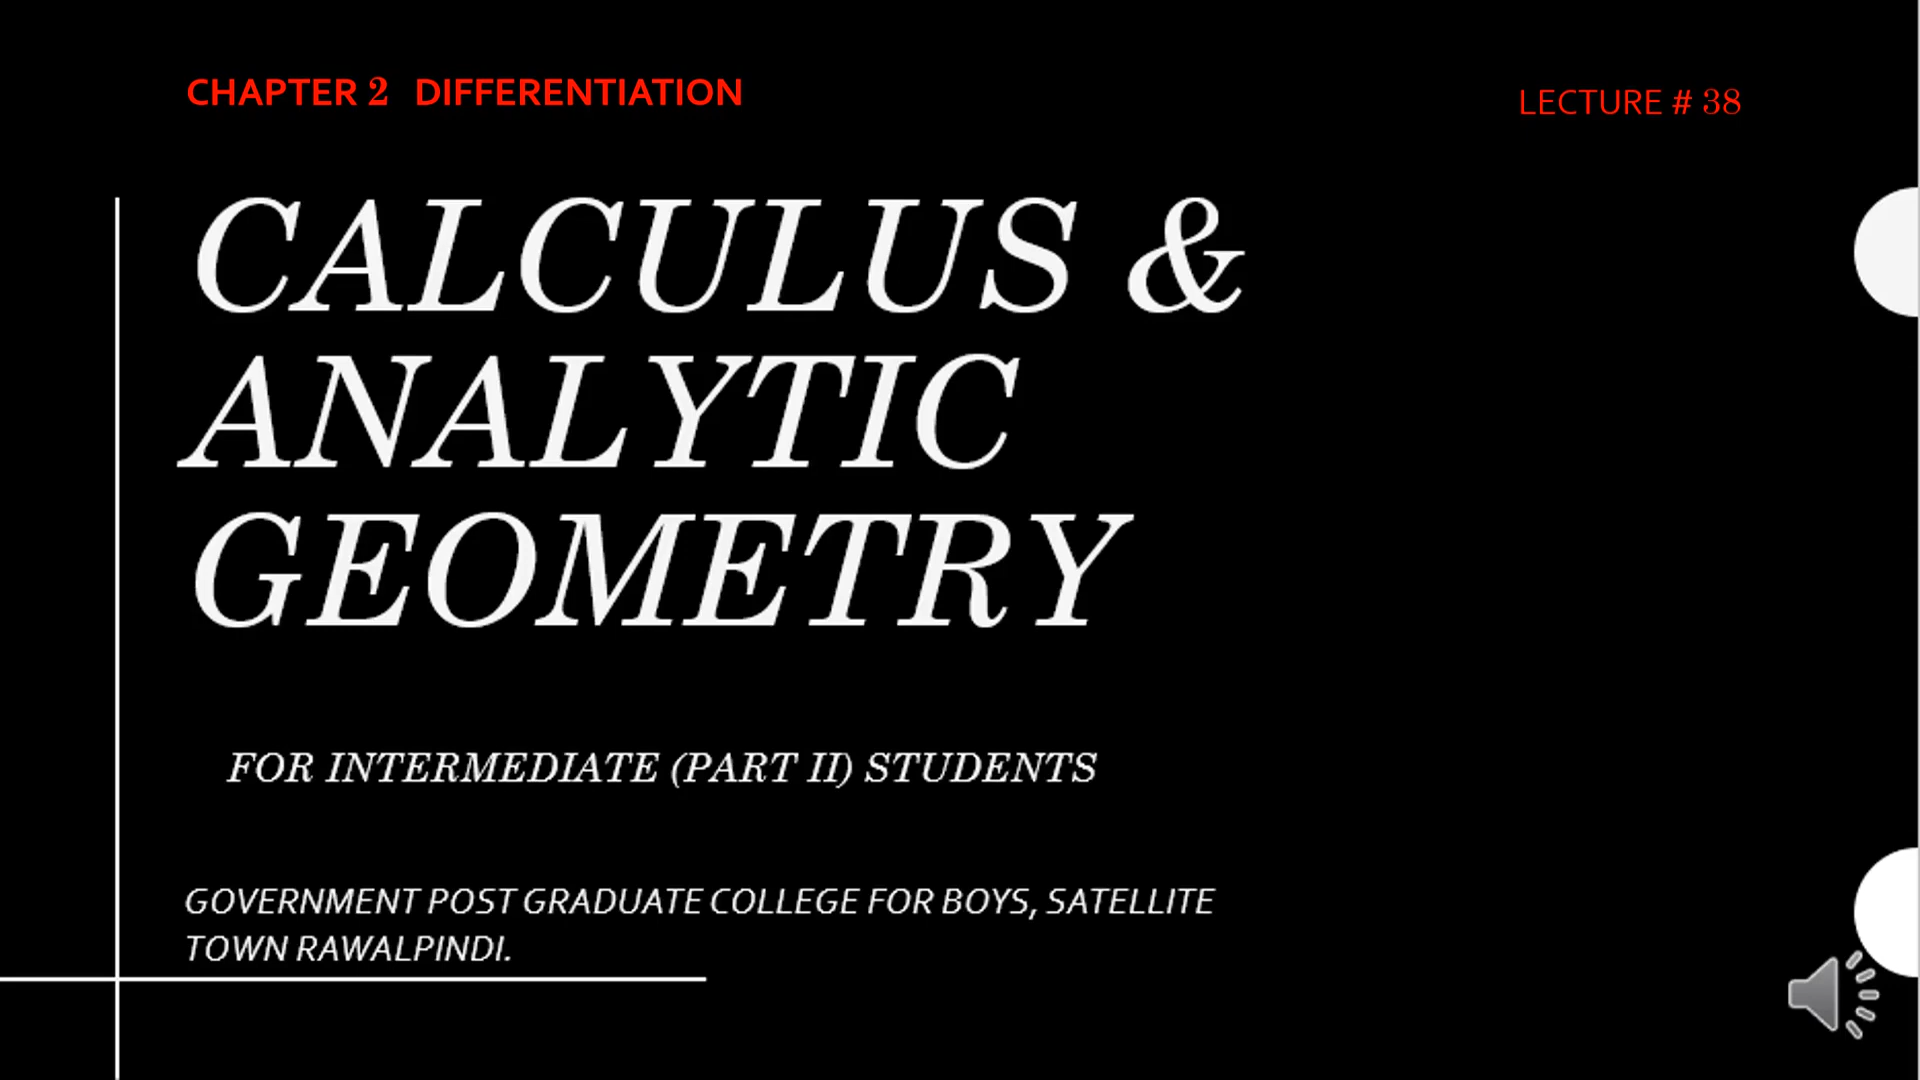 CHAPTER 2 DIFFERENTIATION
LECTURE # 38
CALCULUS &
ANALYTIC
GEOMETRY
FOR INTERMEDIATE (PART II) STUDENTS
GOVERNMENT POST GRADUATE COLLEGE FOR BOYS, SATELLITE
TOWN RAWALPINDI.